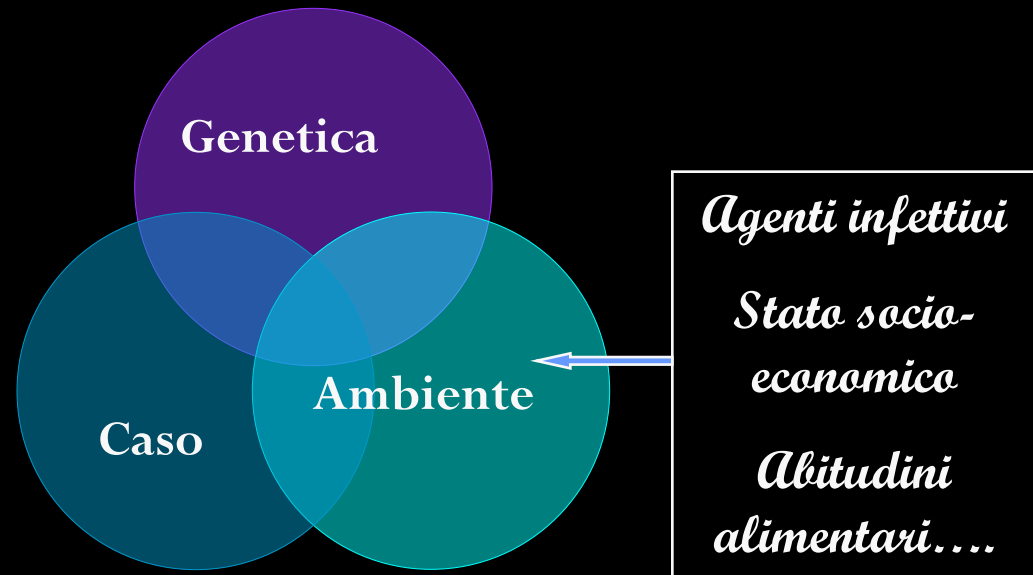 Genetica
Agenti infettivi
Stato socio-
economico
Ambiente
Caso
Abitudini
alimentari....